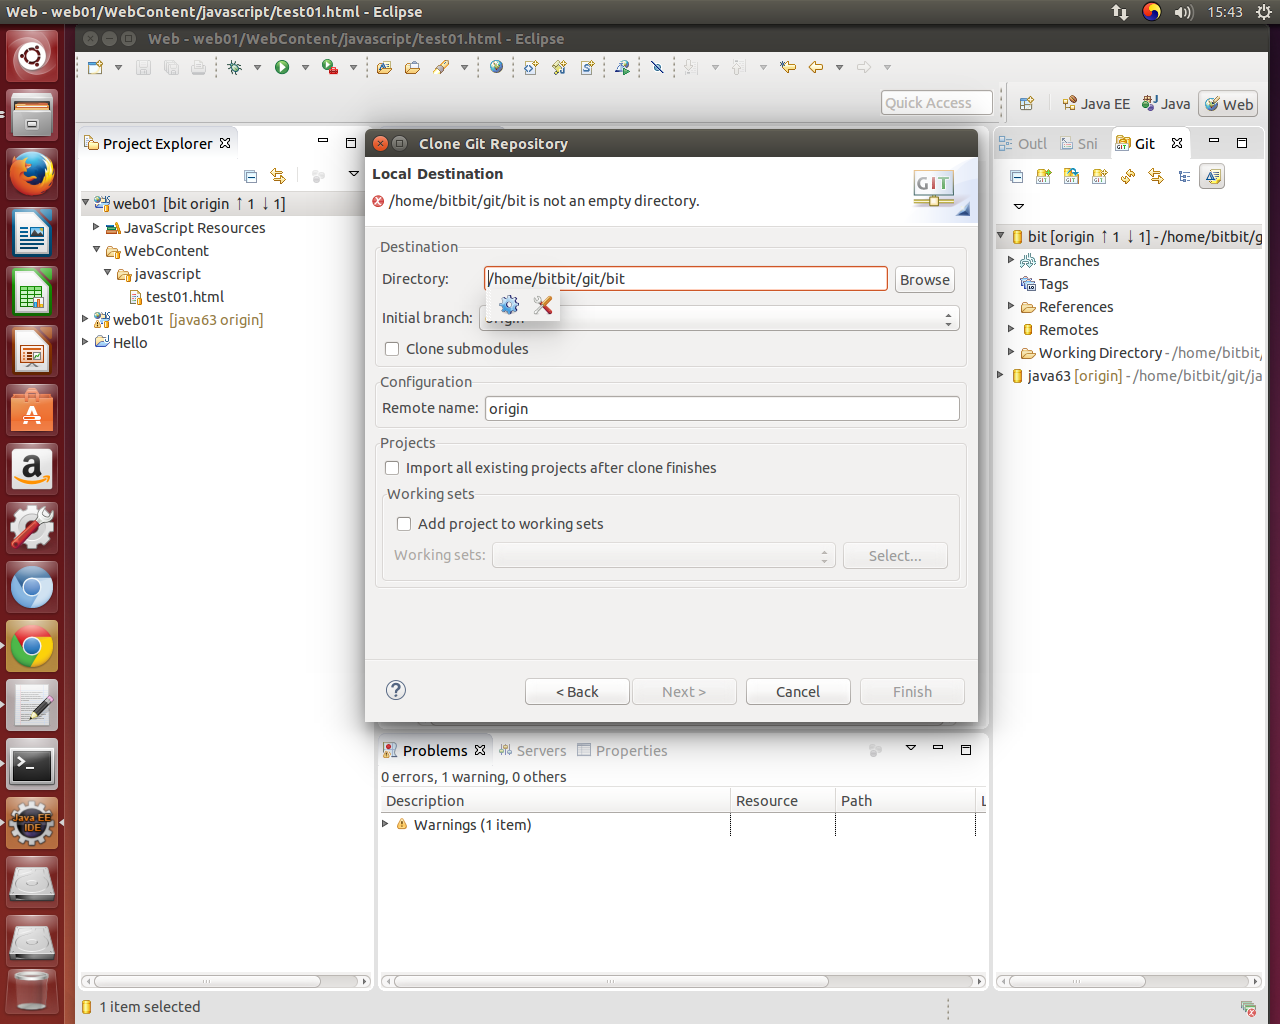 Web - web01/WebContent/javascript/test01.html - Eclipse
15:43
Web - web01/WebContent/javascript/test01.html - Eclipse
Quick Access
Java EE
Java
Web
Project Explorer
web01 [bit origin ↑ 1 ↓ 1]
JavaScript Resources
WebContent
javascript
test01.html
web01t [java63 origin]
Hello
Clone Git Repository
Local Destination
/home/bitbit/git/bit is not an empty directory.
GIT
Destination
Directory:
/home/bitbit/git/bit
Browse
Initial branch:
Clone submodules
Configuration
Remote name:
origin
Projects
Import all existing projects after clone finishes
Working sets
Add project to working sets
Working sets:
Select...
< Back
Next >
Cancel
Finish
Outl
Sni
Git
bit [origin ↑ 1 ↓ 1] - /home/bitbit/g
Branches
Tags
References
Remotes
Working Directory - /home/bitbit,
java63 [origin] - /home/bitbit/git/ja
Problems
Servers
Properties
0 errors, 1 warning, 0 others
Description
Resource
Path
L
Warnings (1 item)
Java EE
IDE
1 item selected